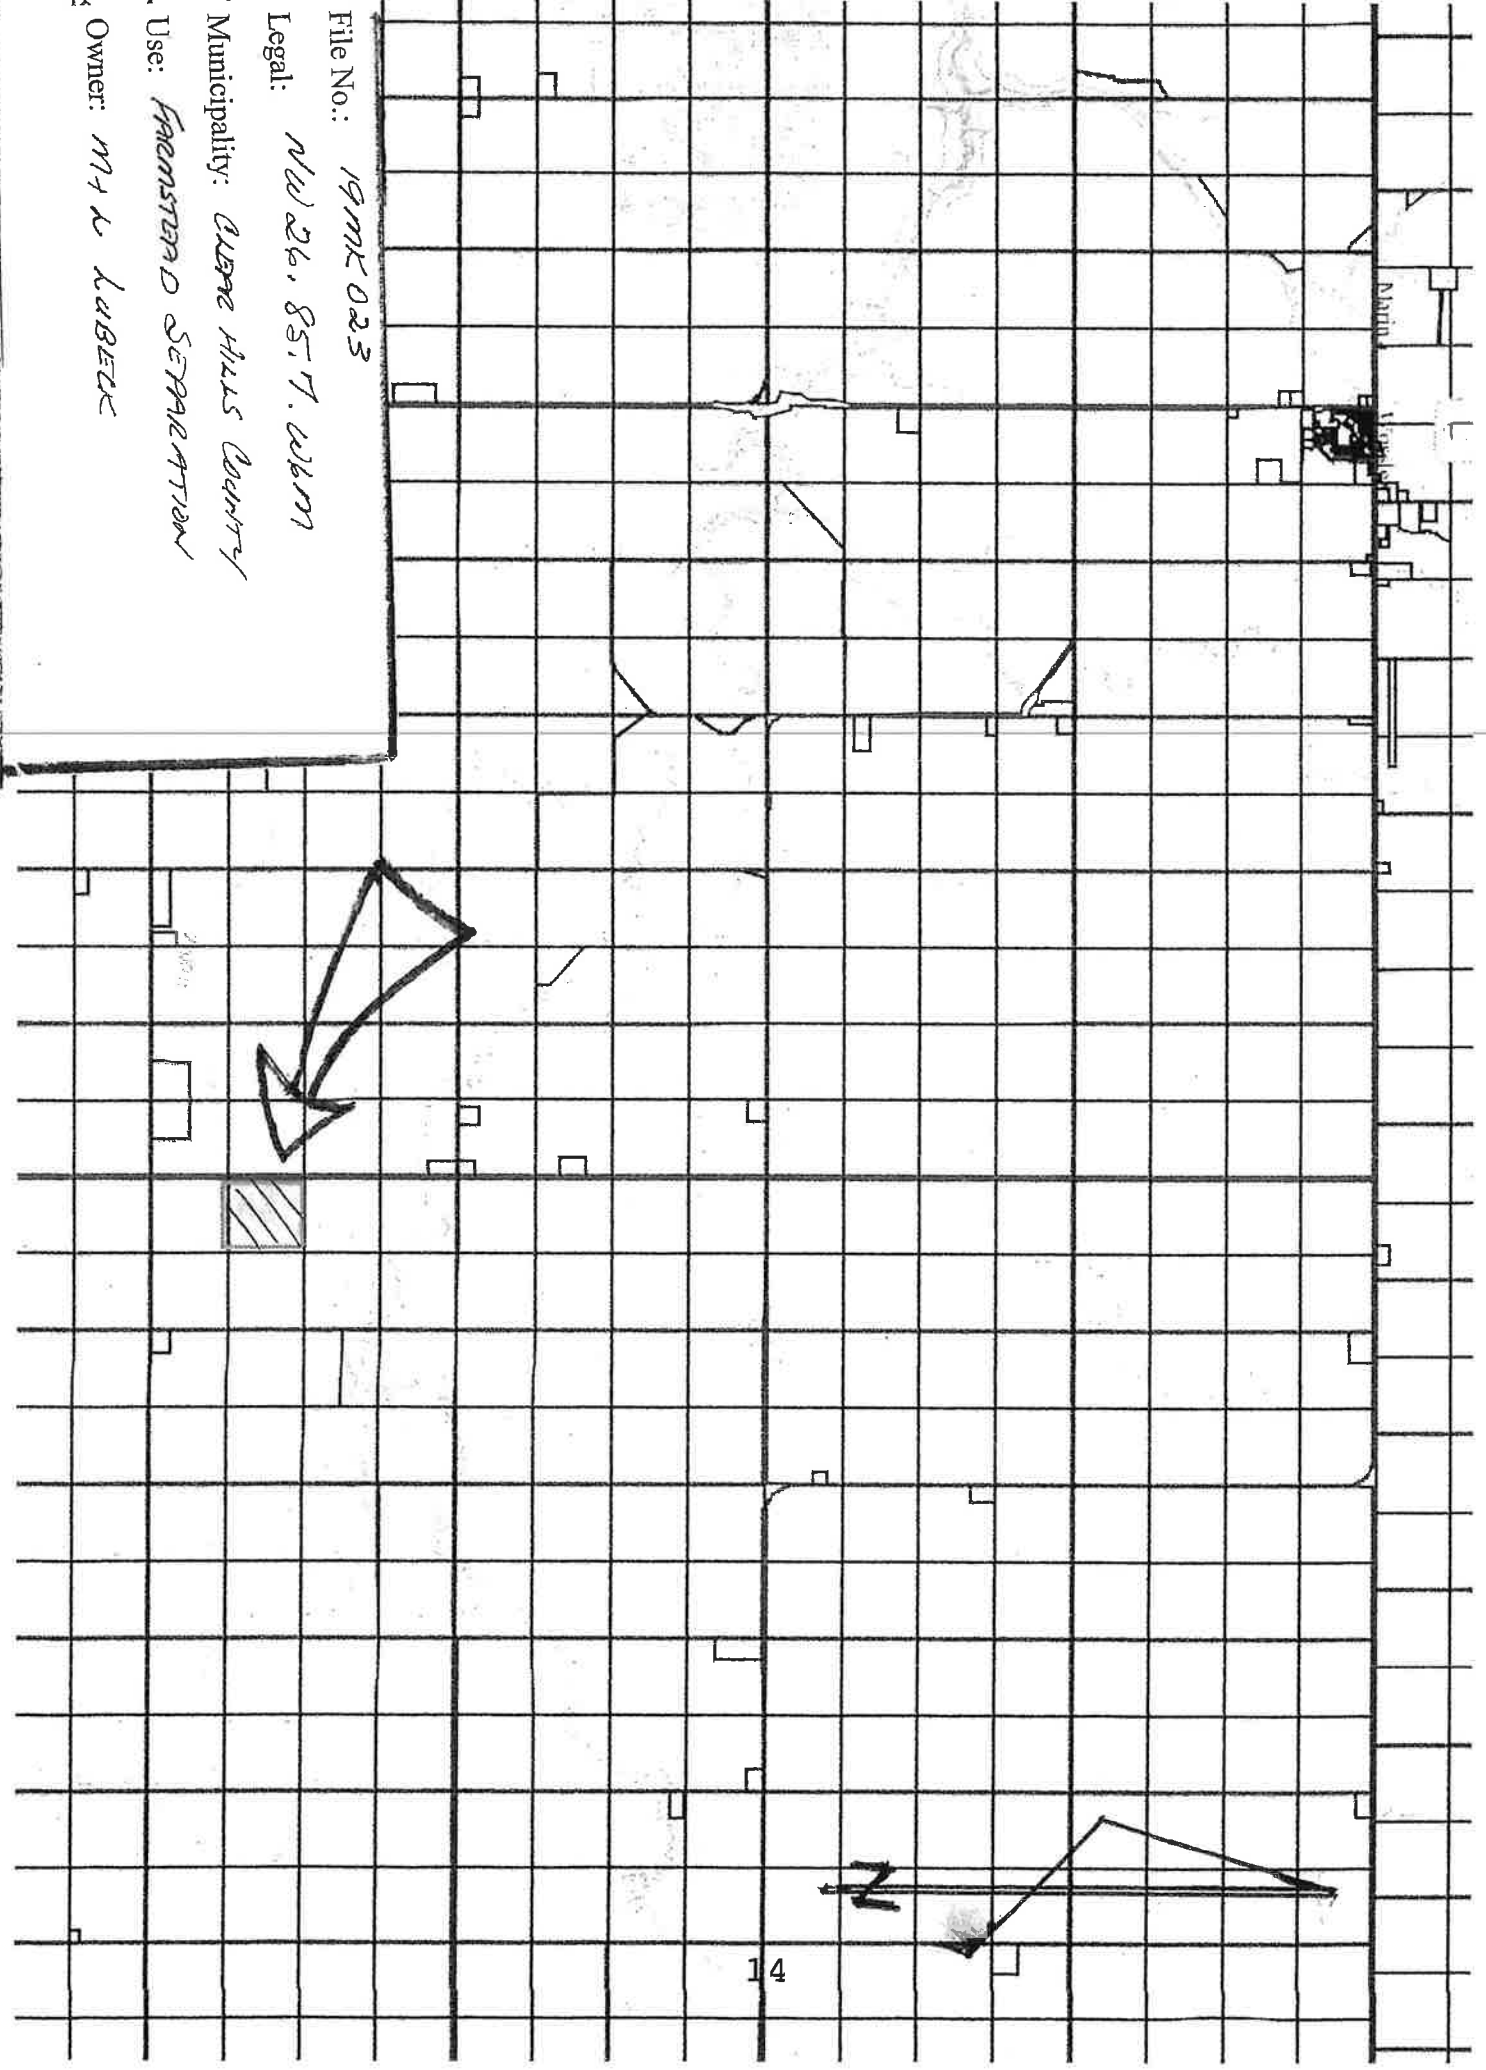 File No.: 19MK023
Legal: NW 26.85.7.W6M
Municipality: CLEAR HILLS COUNTY
Use: FARMSTEAD SEPARATION
Owner: M+L LUBECK
N
14